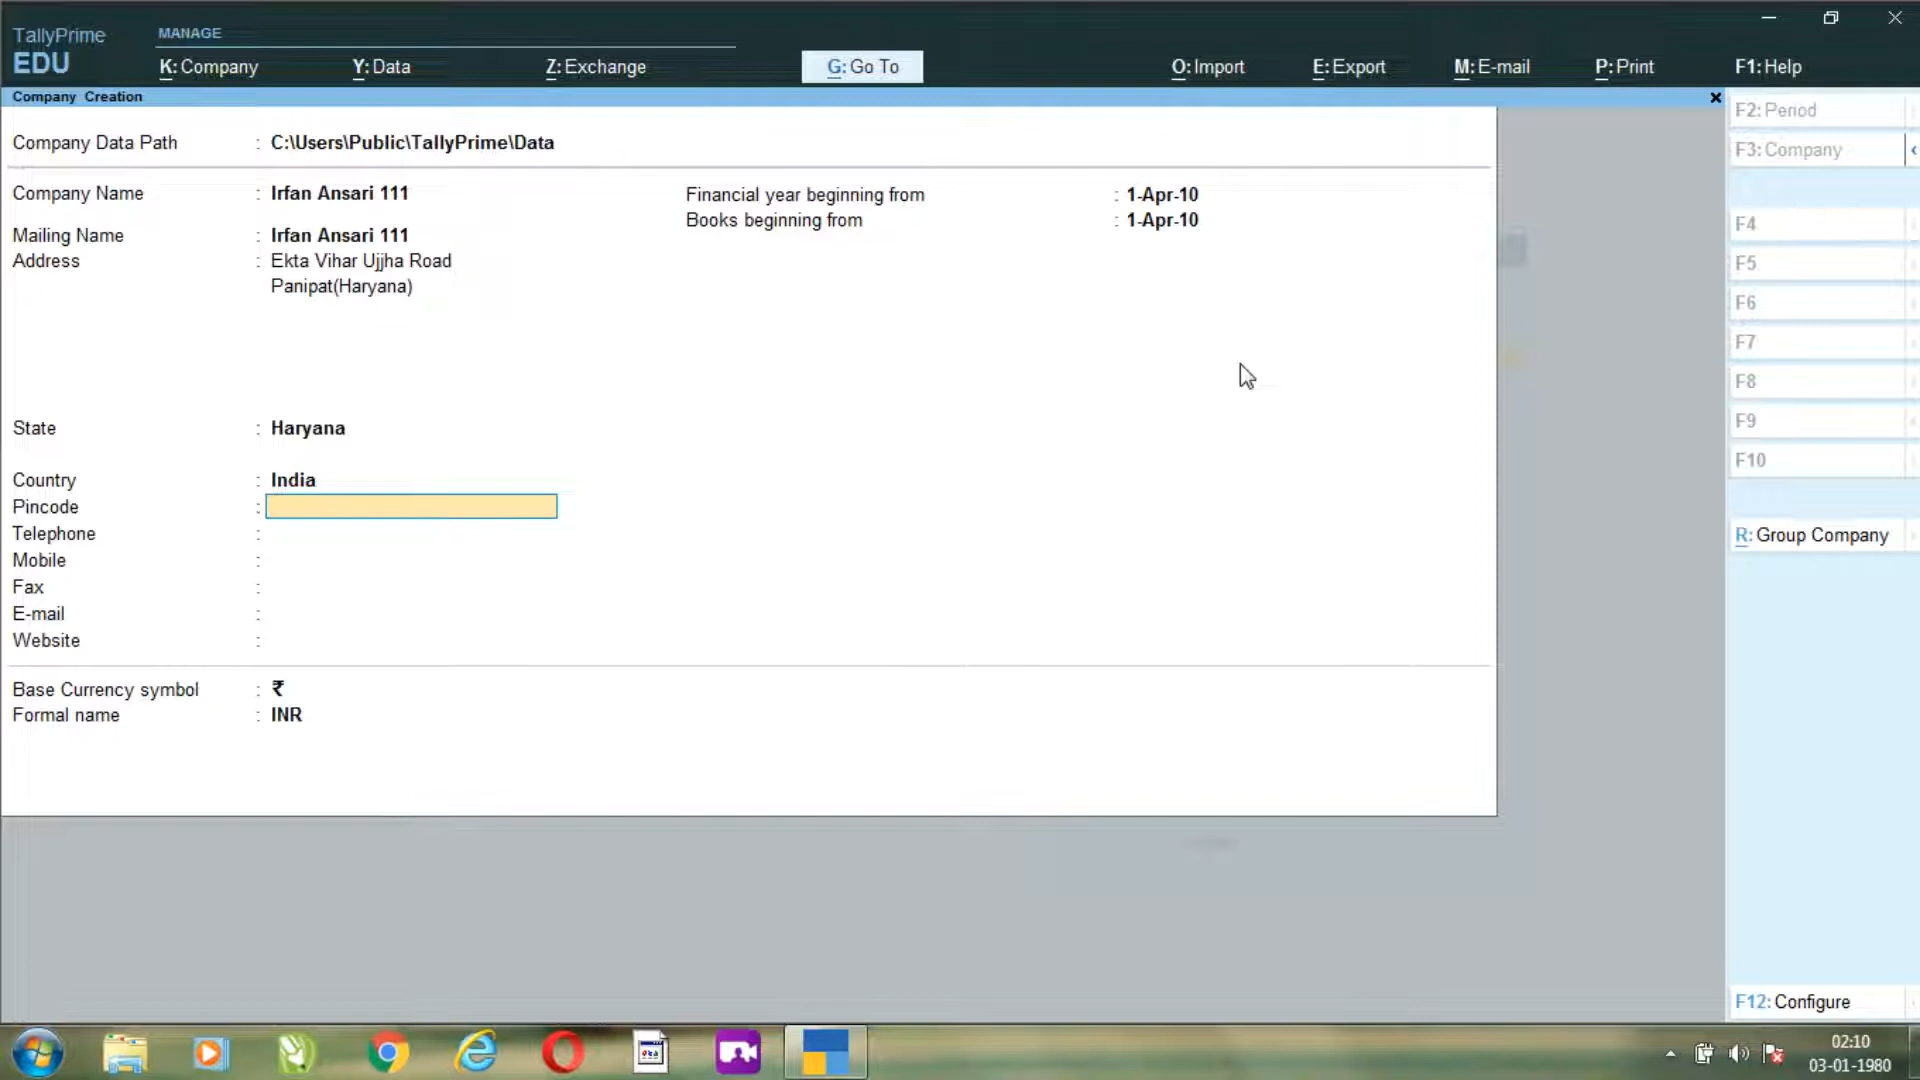 TallyPrime
EDU
MANAGE
K: Company
Y: Data
Z: Exchange
G: Go To
O: Import
E: Export
M: E-mail
P: Print
F1: Help
Company Creation
Company Data Path : C:\Users\Public\TallyPrime\Data
Company Name : Irfan Ansari 111
Financial year beginning from : 1-Apr-10
Books beginning from : 1-Apr-10
Mailing Name : Irfan Ansari 111
Address : Ekta Vihar Ujjha Road
Panipat(Haryana)
State : Haryana
Country : India
Pincode :
Telephone :
Mobile :
Fax :
E-mail :
Website :
Base Currency symbol : ₹
Formal name : INR
F2: Period
F3: Company
F4
F5
F6
F7
F8
F9
F10
R: Group Company
F12: Configure
02:10
03-01-1980